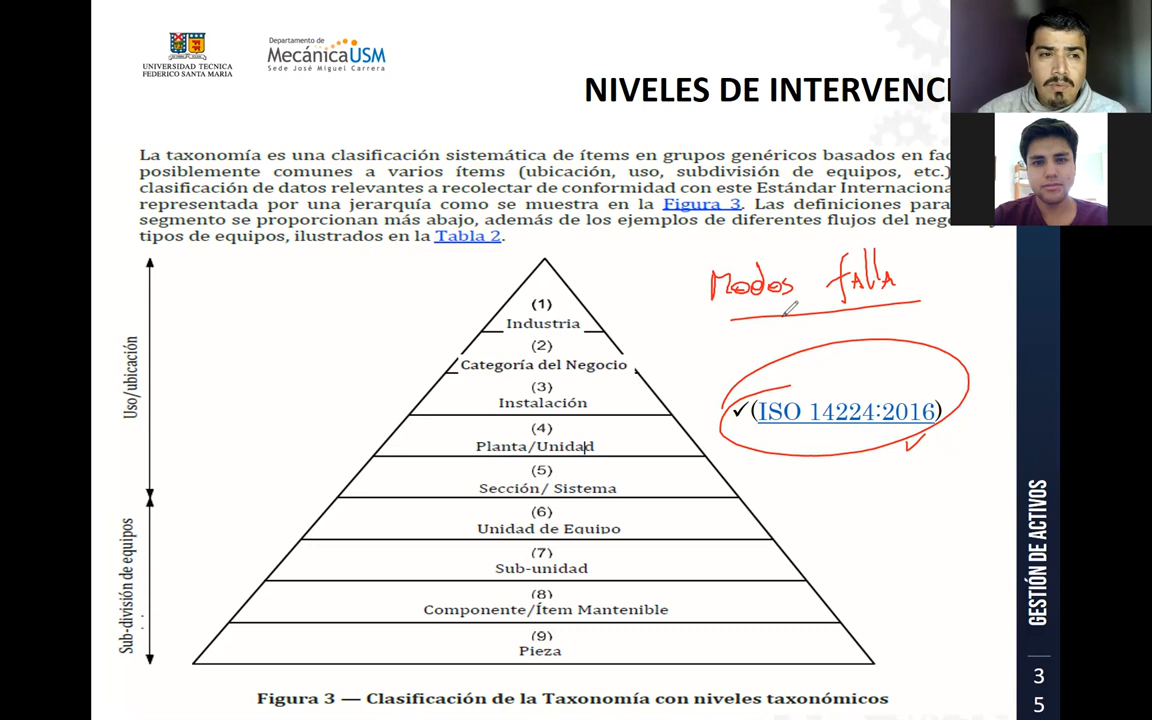 UNIVERSIDAD TECNICA
FEDERICO SANTA MARIA
Departamento de
MecánicaUSM
Sede José Miguel Carrera
NIVELES DE INTERVENC
La taxonomía es una clasificación sistemática de ítems en grupos genéricos basados en fac
posiblemente comunes a varios ítems (ubicación, uso, subdivisión de equipos, etc.)
clasificación de datos relevantes a recolectar de conformidad con este Estándar Internaciona
representada por una jerarquía como se muestra en la Figura 3. Las definiciones para
segmento se proporcionan más abajo, además de los ejemplos de diferentes flujos del neg
tipos de equipos, ilustrados en la Tabla 2.
Modos falla
✓(ISO 14224:2016)
Uso/ubicación
Sub-división de equipos
(1)
Industria
(2)
Categoría del Negocio
(3)
Instalación
(4)
Planta/Unidad
(5)
Sección/ Sistema
(6)
Unidad de Equipo
(7)
Sub-unidad
(8)
Componente/Ítem Mantenible
(9)
Pieza
Figura 3 — Clasificación de la Taxonomía con niveles taxonómicos
GESTIÓN DE ACTIVOS
3
5